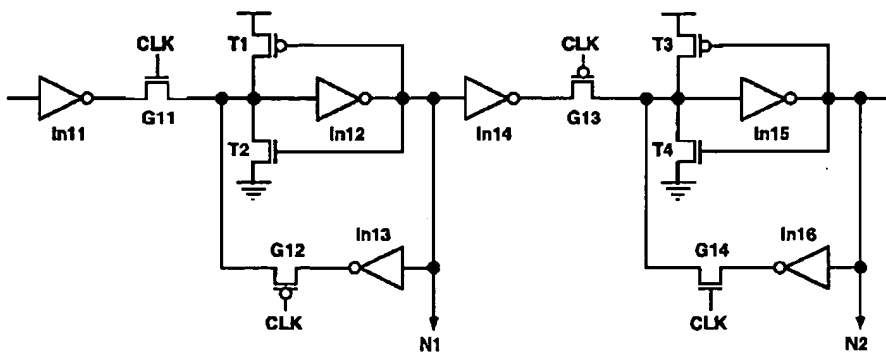 T1
T3
CLK
CLK
In11
G11
In12
In14
G13
In15
T2
T4
In13
In16
G12
G14
CLK
CLK
N1
N2